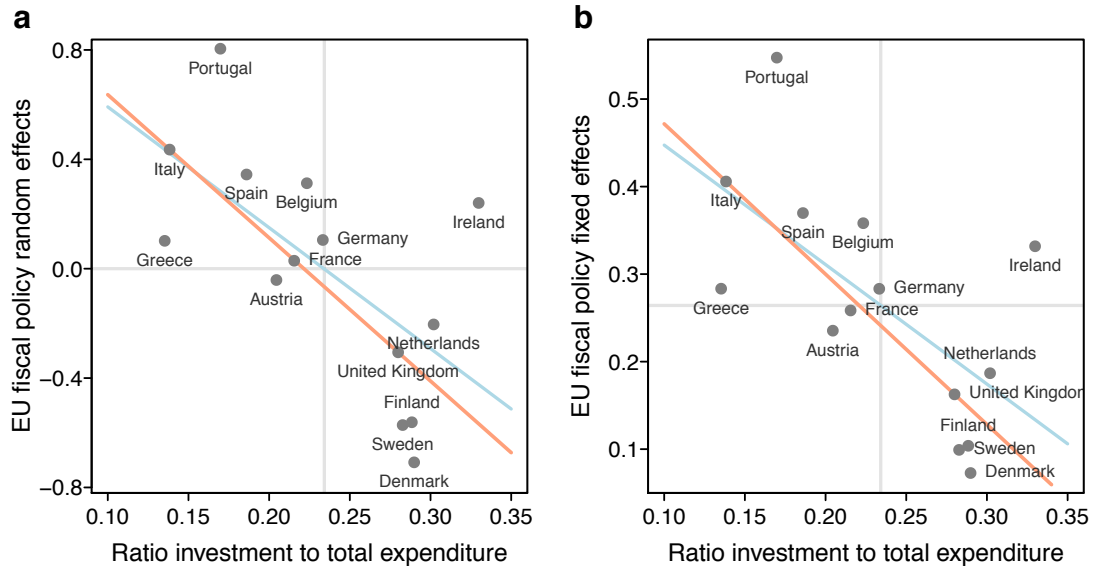 a
EU fiscal policy random effects
0.8
0.4
0.0
−0.4
−0.8
Portugal
Italy
Spain
Belgium
Ireland
Greece
Germany
France
Austria
Netherlands
United Kingdom
Finland
Sweden
Denmark
0.10 0.15 0.20 0.25 0.30 0.35
Ratio investment to total expenditure
b
EU fiscal policy fixed effects
0.5
0.4
0.3
0.2
0.1
Portugal
Italy
Spain
Belgium
Ireland
Greece
Germany
France
Austria
Netherlands
United Kingdor
Finland
Sweden
Denmark
0.10 0.15 0.20 0.25 0.30 0.35
Ratio investment to total expenditure